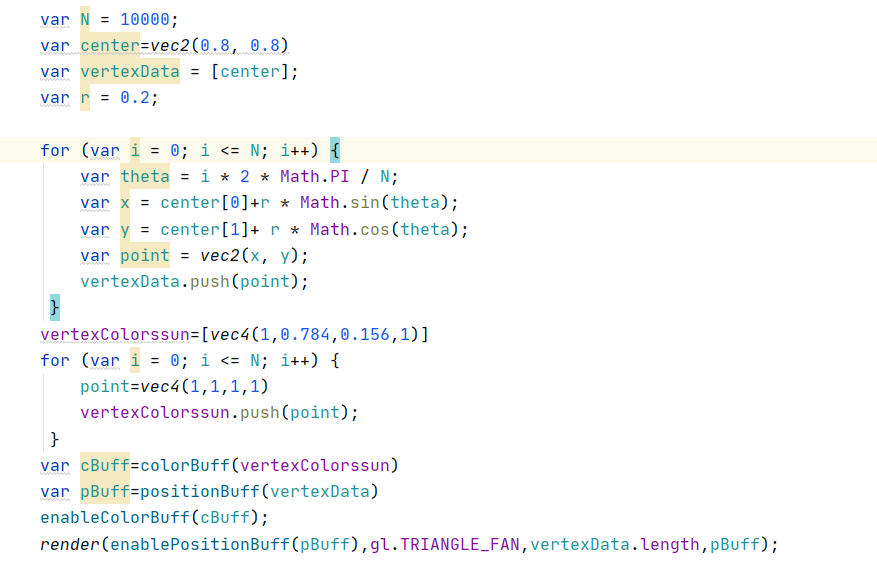 var N = 10000;
var center=vec2(0.8, 0.8)
var vertexData = [center];
var r = 0.2;
for (var i = 0; i <= N; i++) {
var theta = i * 2 * Math.PI / N;
var x = center[0]+r * Math.sin(theta);
var y = center[1]+ r * Math.cos(theta);
var point = vec2(x, y);
vertexData.push(point);
}
vertexColorssun=[vec4(1,0.784,0.156,1)]
for (var i = 0; i <= N; i++) {
point=vec4(1,1,1,1)
vertexColorssun.push(point);
}
var cBuff=colorBuff(vertexColorssun)
var pBuff=positionBuff(vertexData)
enableColorBuff(cBuff);
render(enablePositionBuff(pBuff),gl.TRIANGLE_FAN,vertexData.length,pBuff);